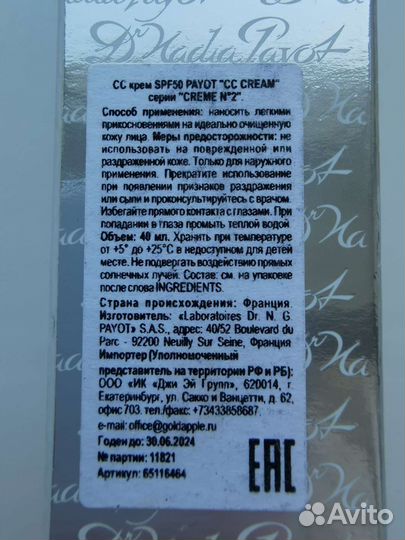 Dr Nadia Payot
СС крем SPF50 PAYOT "CC CREAM"
серии "CREME N°2".
Способ применения: наносить легкими
прикосновениями на идеально очищенную
кожу лица. Меры предосторожности: не
использовать на поврежденной или
раздраженной коже. Только для наружного
применения. Прекратите использование
при появлении признаков раздражения
или сыпи и проконсультируйтесь с врачом.
Избегайте прямого контакта с глазами. При
попадании в глаза промыть теплой водой.
Объем: 40 мл. Хранить при температуре
от +5° до +25°С в недоступном для детей
месте. Не подвергать воздействию прямых
солнечных лучей. Состав: см. на упаковке
после слова INGREDIENTS.
Страна происхождения: Франция.
Изготовитель: «Laboratoires Dr. N. G.
PAYOT» S.A.S., адрес: 40/52 Boulevard du
Parc - 92200 Neuilly Sur Seine, Франция
Импортер (Уполномоченный
представитель на территории РФ и РБ):
ООО «ИК «Джи Эй Групп», 620014, г.
Екатеринбург, ул. Сакко и Ванцетти, д. 62,
офис 703. тел./факс: +73433858687.
e-mail: office@goldapple.ru
Годен до: 30.06.2024
№ партии: 11821
Артикул: 65116464
EAC
Avito